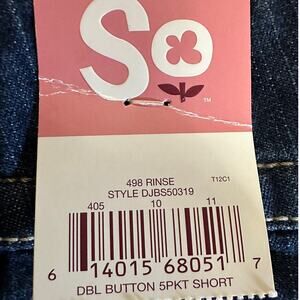 So
TM
498 RINSE T12C1
STYLE DJBS50319
405 10 11
6 14015 68051 7
DBL BUTTON 5PKT SHORT